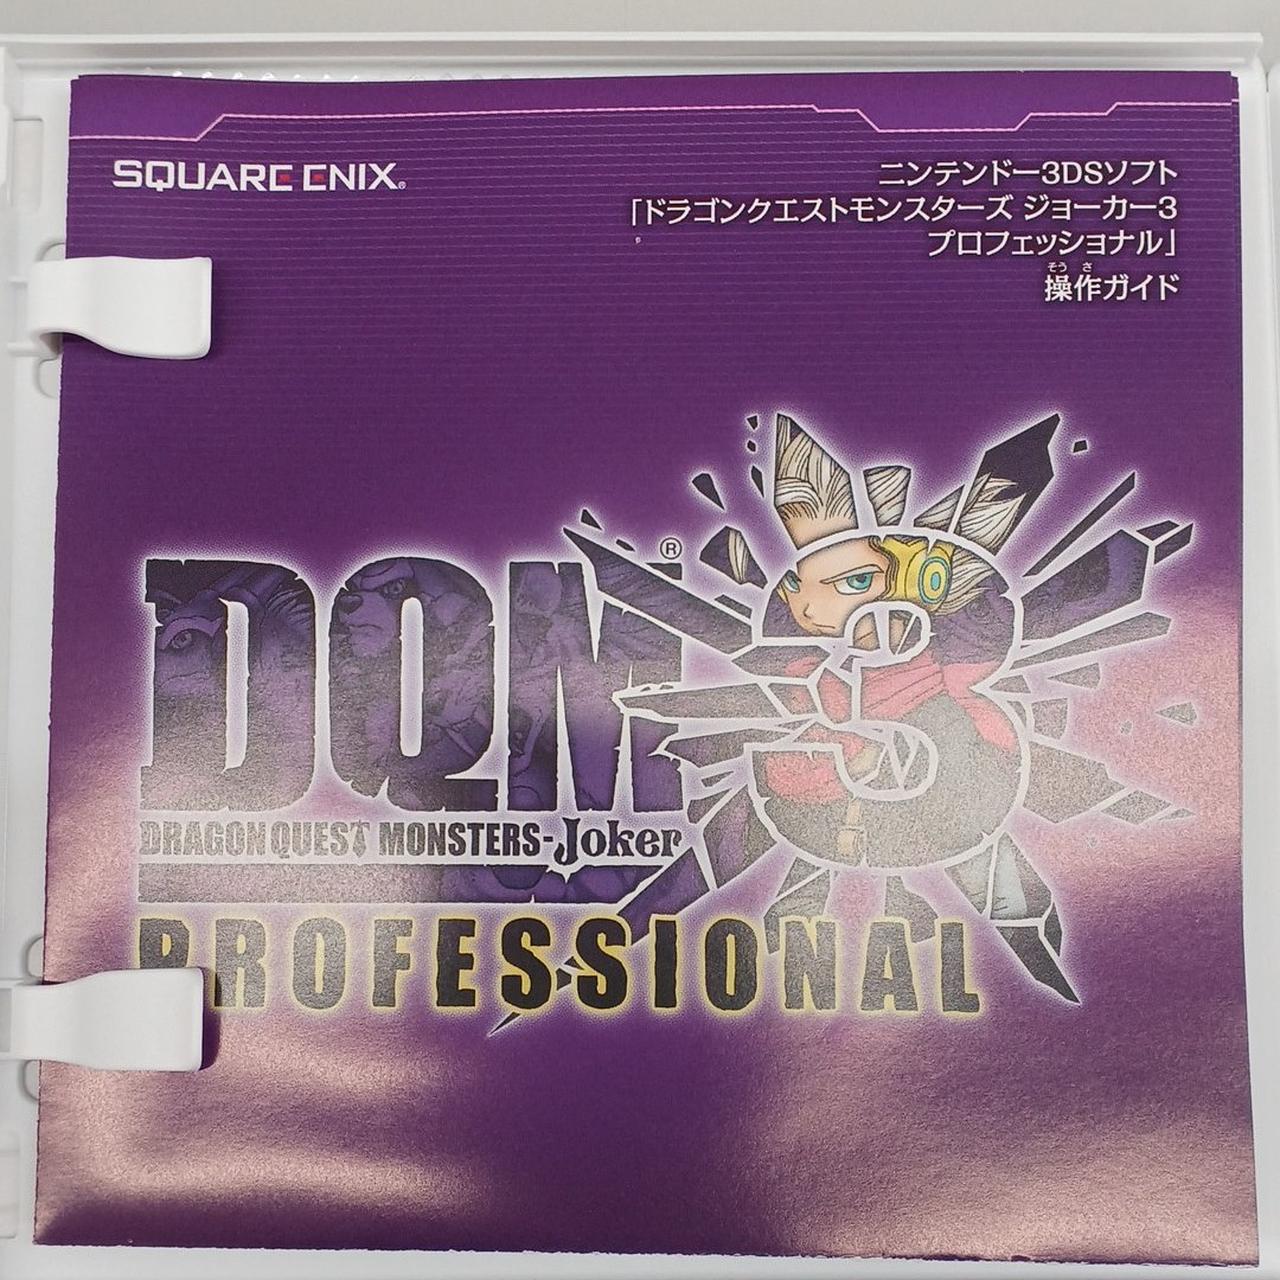 SQUARE ENIX®
ニンテンドー3DSソフト
「ドラゴンクエストモンスターズ ジョーカー3
プロフェッショナル」
そうさ
操作ガイド
DQM3®
DRAGON QUEST MONSTERS-Joker
PROFESSIONAL